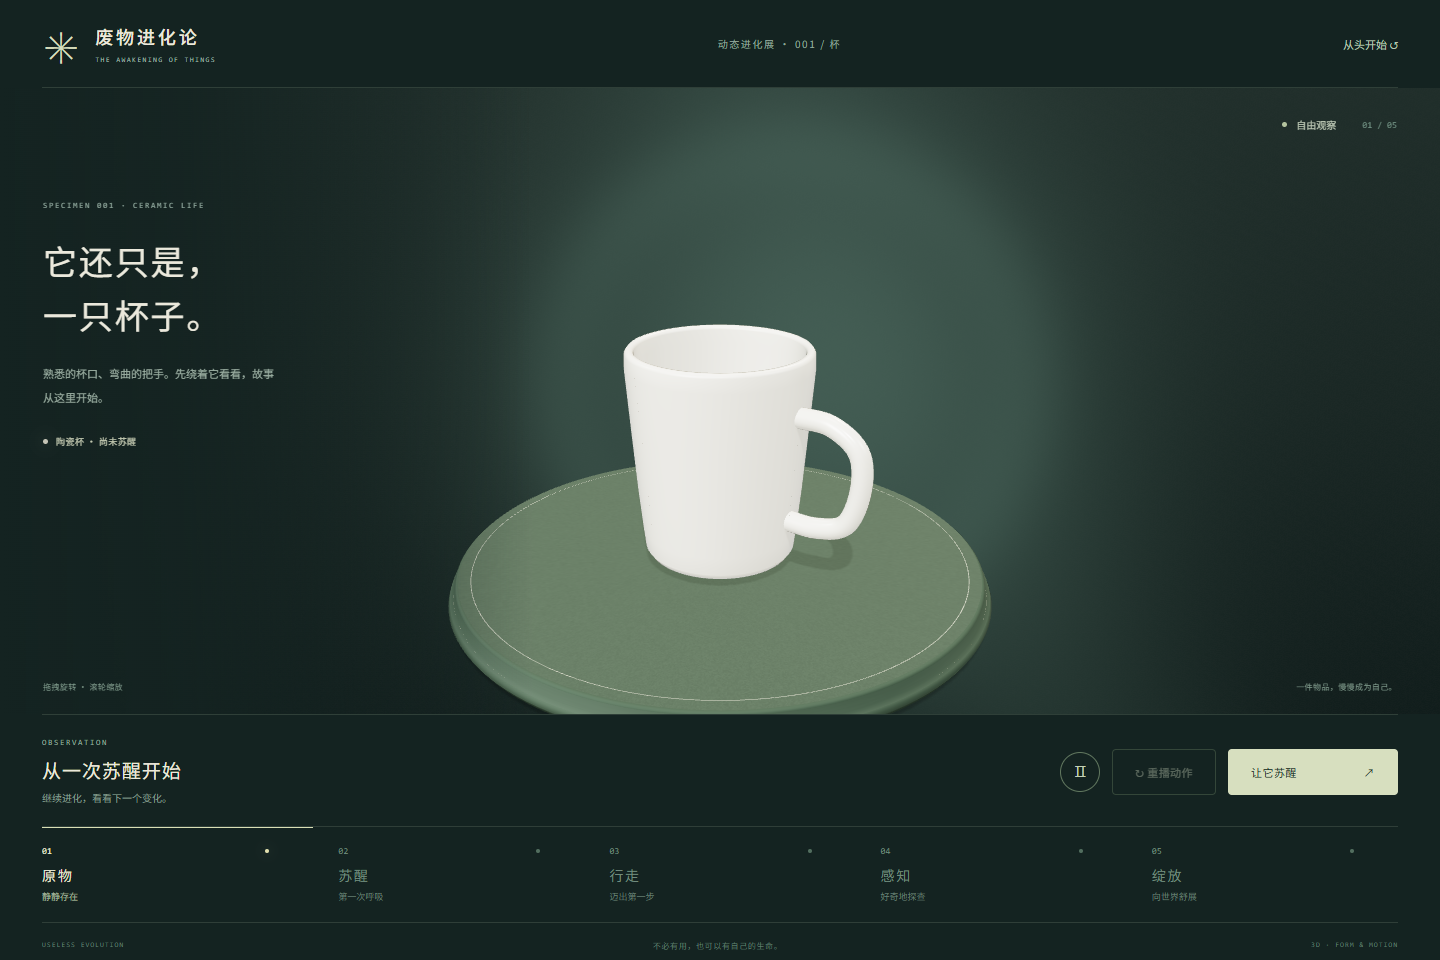 废物进化论
THE AWAKENING OF THINGS
动态进化展 · 001 / 杯
从头开始 ↺
自由观察 01 / 05
SPECIMEN 001 · CERAMIC LIFE
它还只是，
一只杯子。
熟悉的杯口、弯曲的把手。先绕着它看看，故事
从这里开始。
陶瓷杯 · 尚未苏醒
拖拽旋转 · 滚轮缩放
一件物品，慢慢成为自己。
OBSERVATION
从一次苏醒开始
继续进化，看看下一个变化。
↻ 重播动作
让它苏醒 ↗
01
原物
静静存在
02
苏醒
第一次呼吸
03
行走
迈出第一步
04
感知
好奇地探查
05
绽放
向世界舒展
USELESS EVOLUTION
不必有用，也可以有自己的生命。
3D · FORM & MOTION